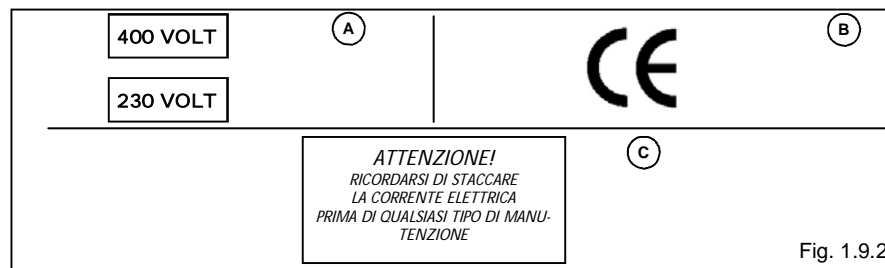 400 VOLT
A
B
CE
230 VOLT
C
ATTENZIONE!
RICORDARSI DI STACCARE
LA CORRENTE ELETTRICA
PRIMA DI QUALSIASI TIPO DI MANU-
TENZIONE
Fig. 1.9.2